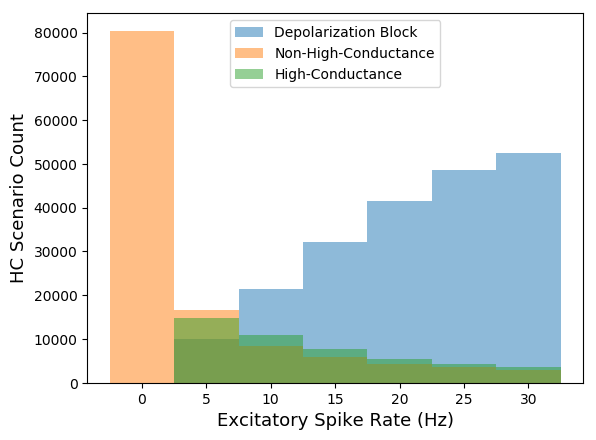 Depolarization Block
Non-High-Conductance
High-Conductance
HC Scenario Count
80000
70000
60000
50000
40000
30000
20000
10000
0
0 5 10 15 20 25 30
Excitatory Spike Rate (Hz)